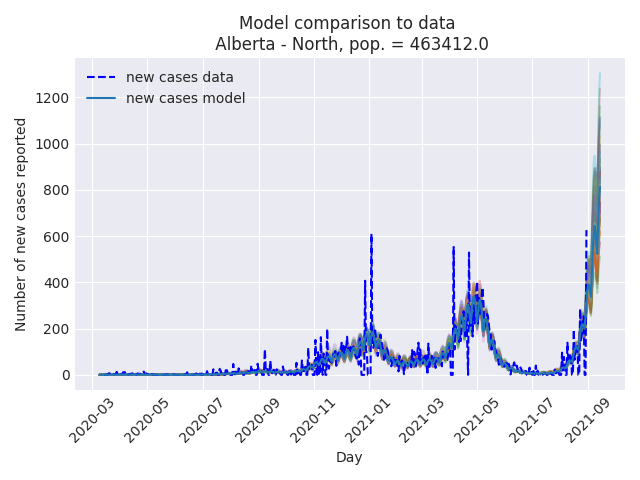 Model comparison to data
Alberta - North, pop. = 463412.0
new cases data
new cases model
Number of new cases reported
1200
1000
800
600
400
200
0
2020-03
2020-05
2020-07
2020-09
2020-11
2021-01
2021-03
2021-05
2021-07
2021-09
Day